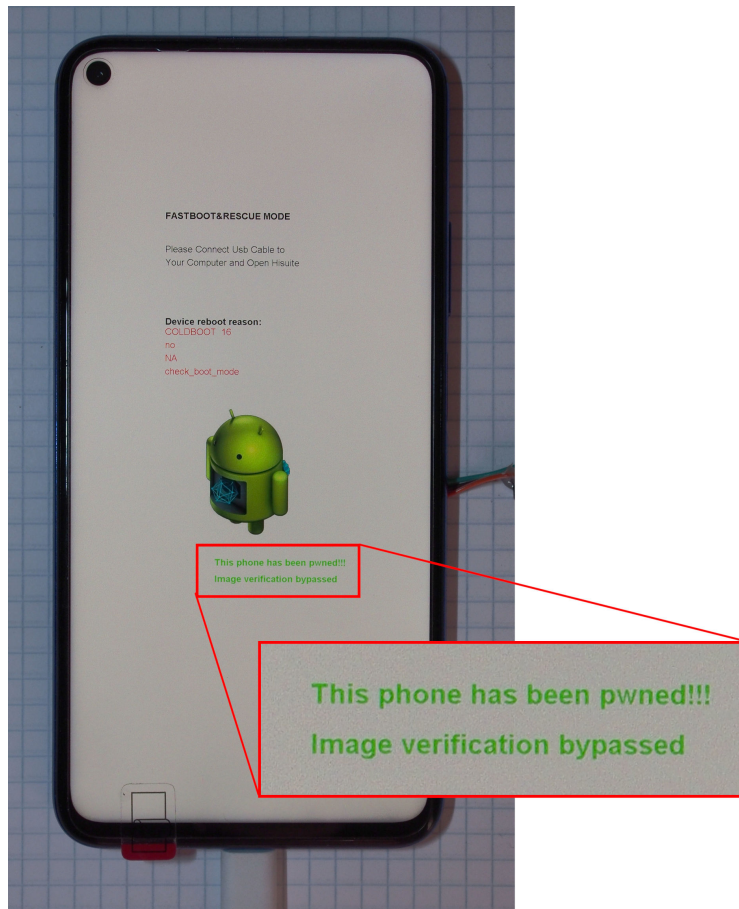 FASTBOOT&RESCUE MODE
Please Connect Usb Cable to
Your Computer and Open Hisuite
Device reboot reason:
COLDBOOT 16
no
NA
check_boot_mode
This phone has been pwned!!!
Image verification bypassed
This phone has been pwned!!!
Image verification bypassed